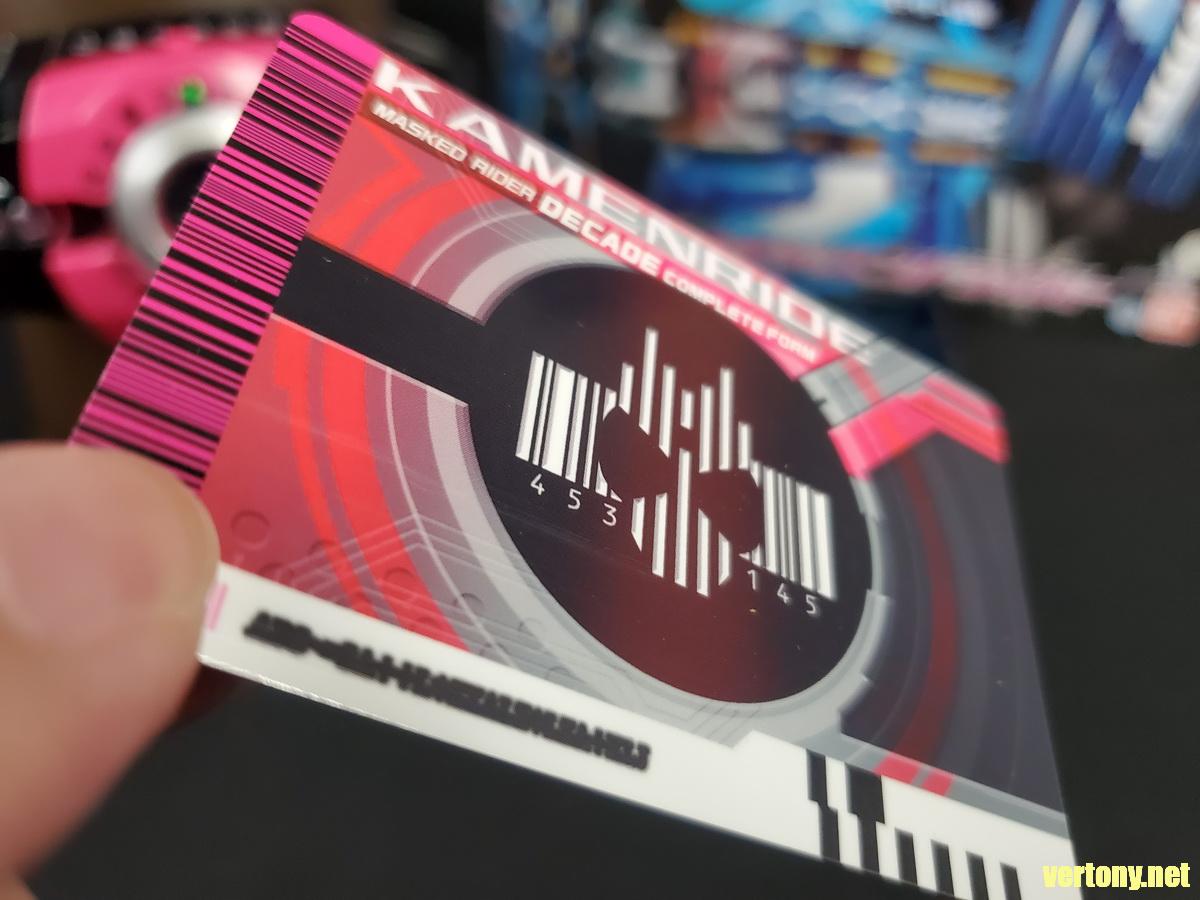 KAMENRIDE
MASKED RIDER DECADE COMPLETE FORM
453
145
vertony.net